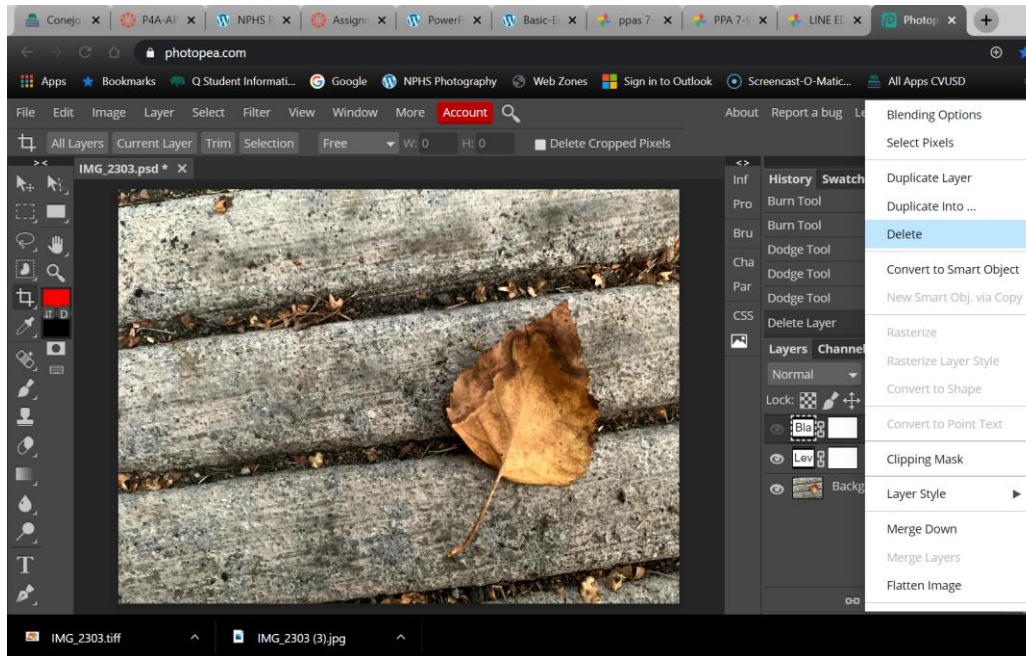 Conejo
P4A-AP
NPHS P
Assignn
PowerP
Basic-E
ppas 7-
PPA 7-9
LINE ED
Photop
photopea.com
Apps Bookmarks Q Student Informati... Google NPHS Photography Web Zones Sign in to Outlook Screencast-O-Matic... All Apps CVUSD
File Edit Image Layer Select Filter View Window More Account About Report a bug Le
All Layers Current Layer Trim Selection Free W: 0 H: 0 Delete Cropped Pixels
IMG_2303.psd *
D
T
Inf
Pro
Bru
Cha
Par
CSS
History Swatch
Burn Tool
Burn Tool
Dodge Tool
Dodge Tool
Dodge Tool
Delete Layer
Layers Channel
Normal
Lock:
Bla
Lev
Backg
Blending Options
Select Pixels
Duplicate Layer
Duplicate Into ...
Delete
Convert to Smart Object
New Smart Obj. via Copy
Rasterize
Rasterize Layer Style
Convert to Shape
Convert to Point Text
Clipping Mask
Layer Style
Merge Down
Merge Layers
Flatten Image
IMG_2303.tiff
IMG_2303 (3).jpg